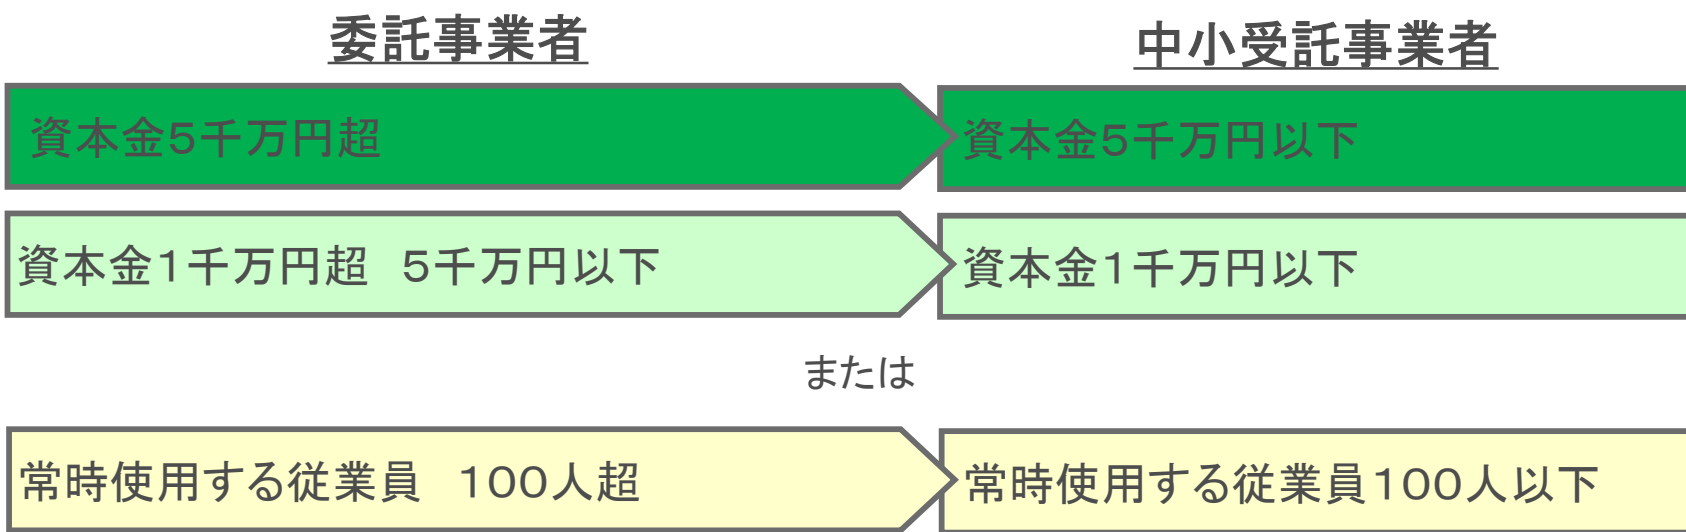 委託事業者
中小受託事業者
資本金5千万円超
資本金5千万円以下
資本金1千万円超　5千万円以下
資本金1千万円以下
または
常時使用する従業員　100人超
常時使用する従業員100人以下